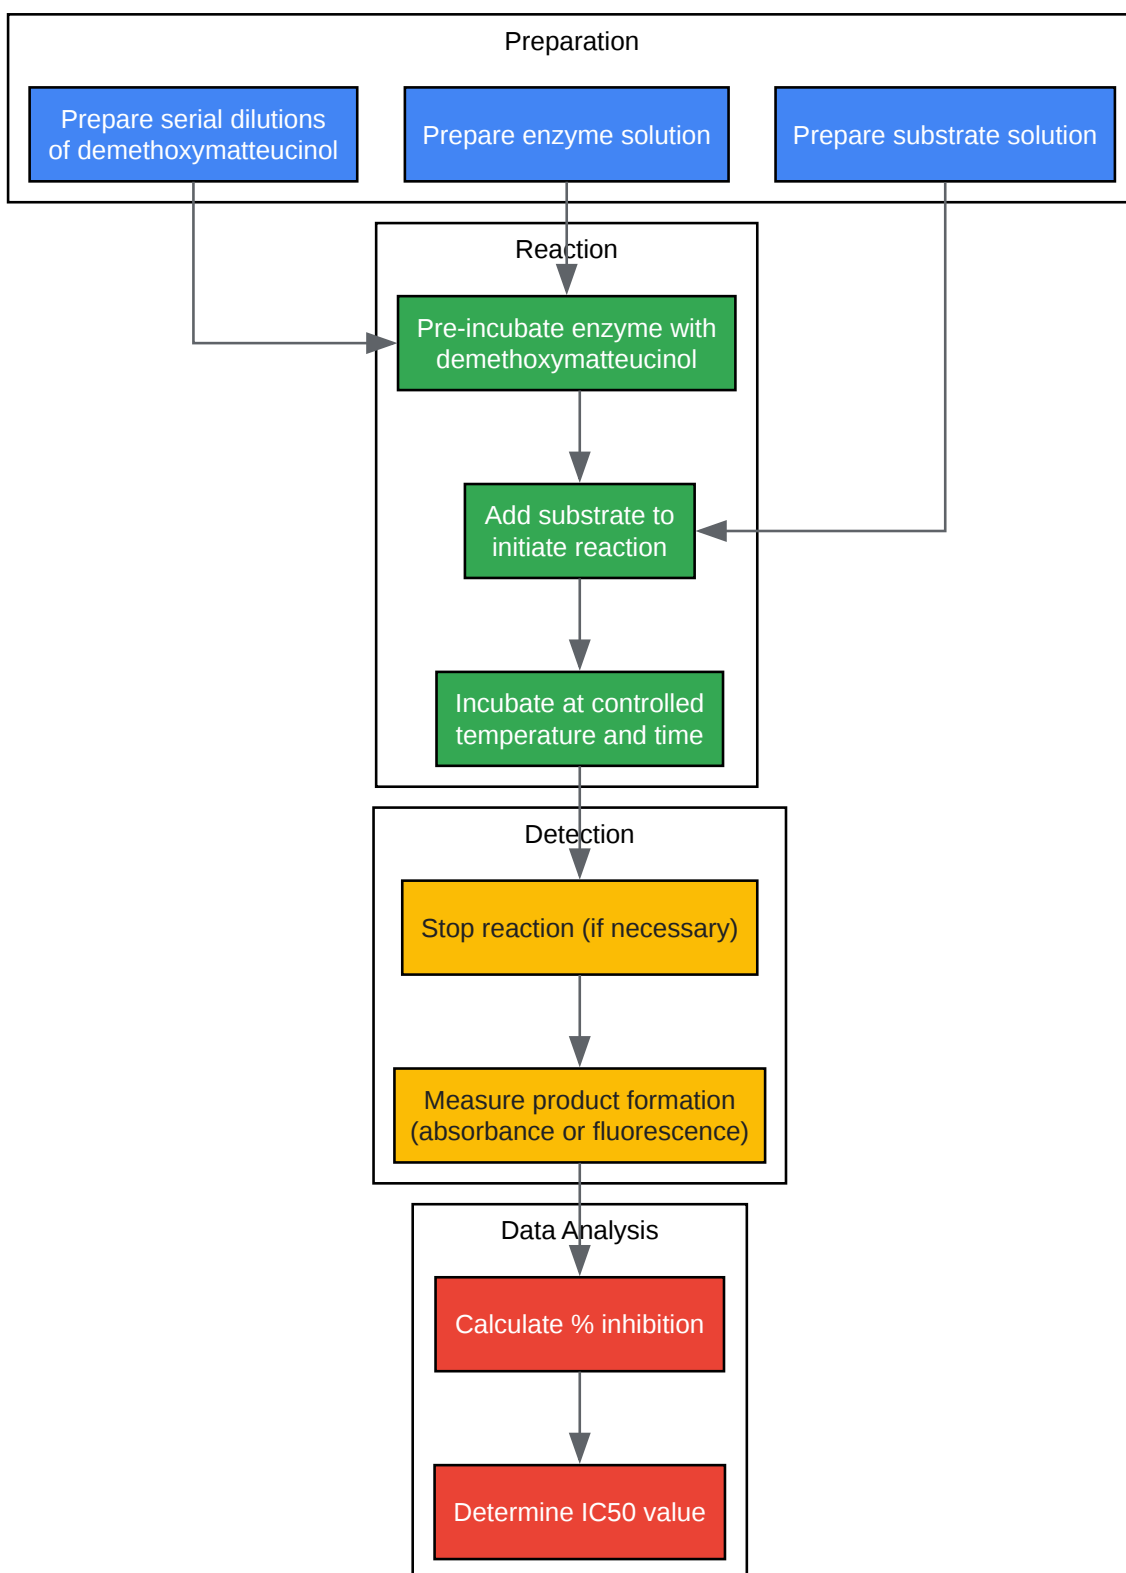 Preparation
Prepare serial dilutions
of demethoxymatteucinol
Prepare enzyme solution
Prepare substrate solution
Reaction
Pre-incubate enzyme with
demethoxymatteucinol
Add substrate to
initiate reaction
Incubate at controlled
temperature and time
Detection
Stop reaction (if necessary)
Measure product formation
(absorbance or fluorescence)
Data Analysis
Calculate % inhibition
Determine IC50 value